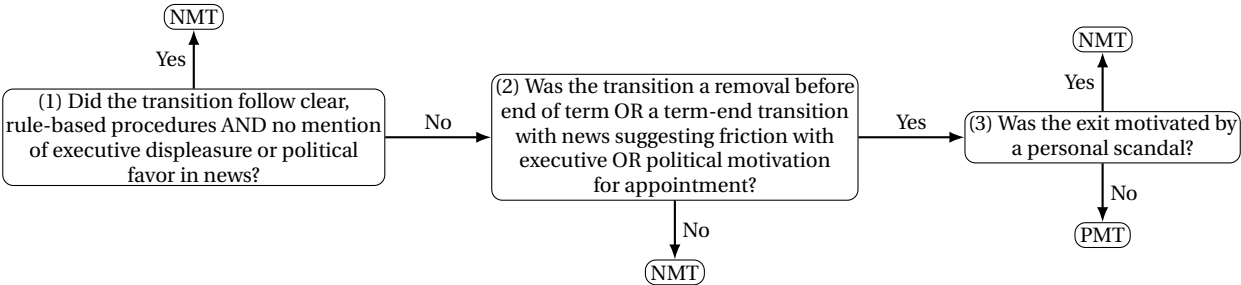 NMT
Yes
(1) Did the transition follow clear,
rule-based procedures AND no mention
of executive displeasure or political
favor in news?
No
(2) Was the transition a removal before
end of term OR a term-end transition
with news suggesting friction with
executive OR political motivation
for appointment?
No
NMT
Yes
NMT
Yes
(3) Was the exit motivated by
a personal scandal?
No
PMT